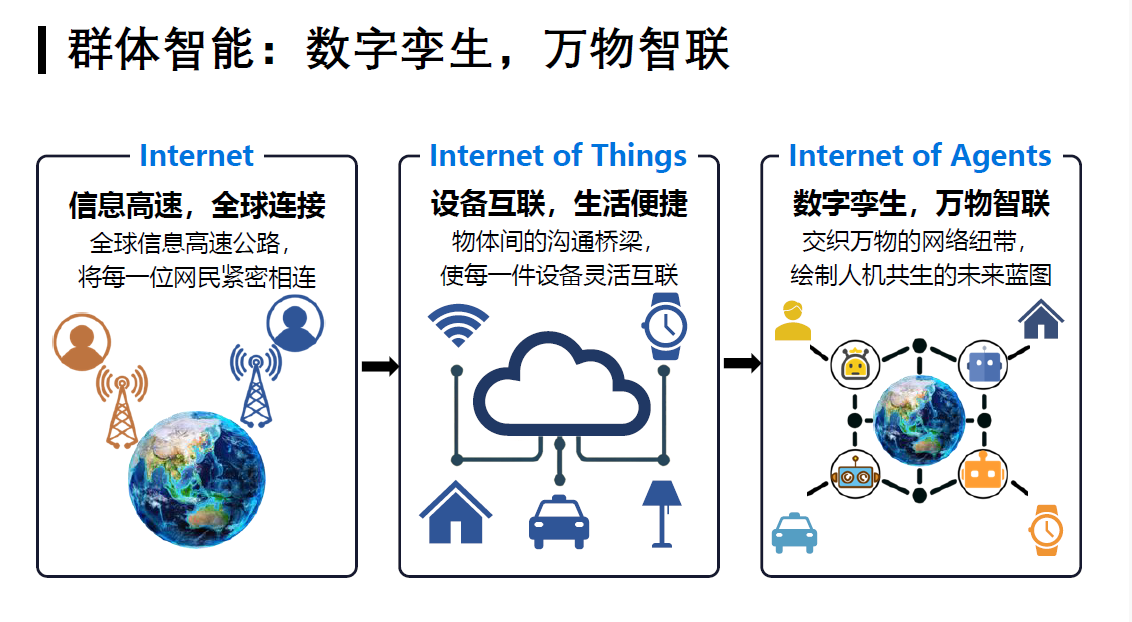 群体智能：数字孪生，万物智联
Internet
信息高速，全球连接
全球信息高速公路，
将每一位网民紧密相连
Internet of Things
设备互联，生活便捷
物体间的沟通桥梁，
使每一件设备灵活互联
Internet of Agents
数字孪生，万物智联
交织万物的网络纽带，
绘制人机共生的未来蓝图